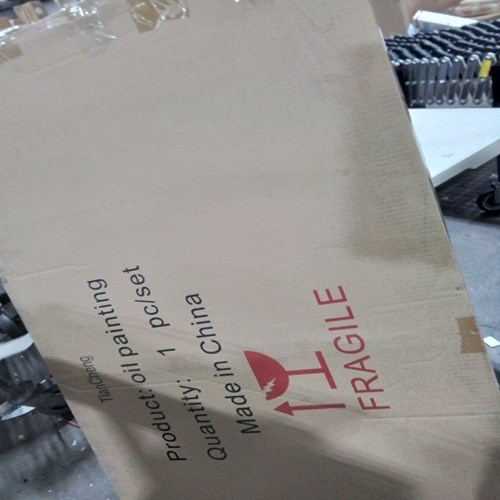 TianCheng
Product: oil painting
Quantity: 1 pc/set
Made in China
FRAGILE